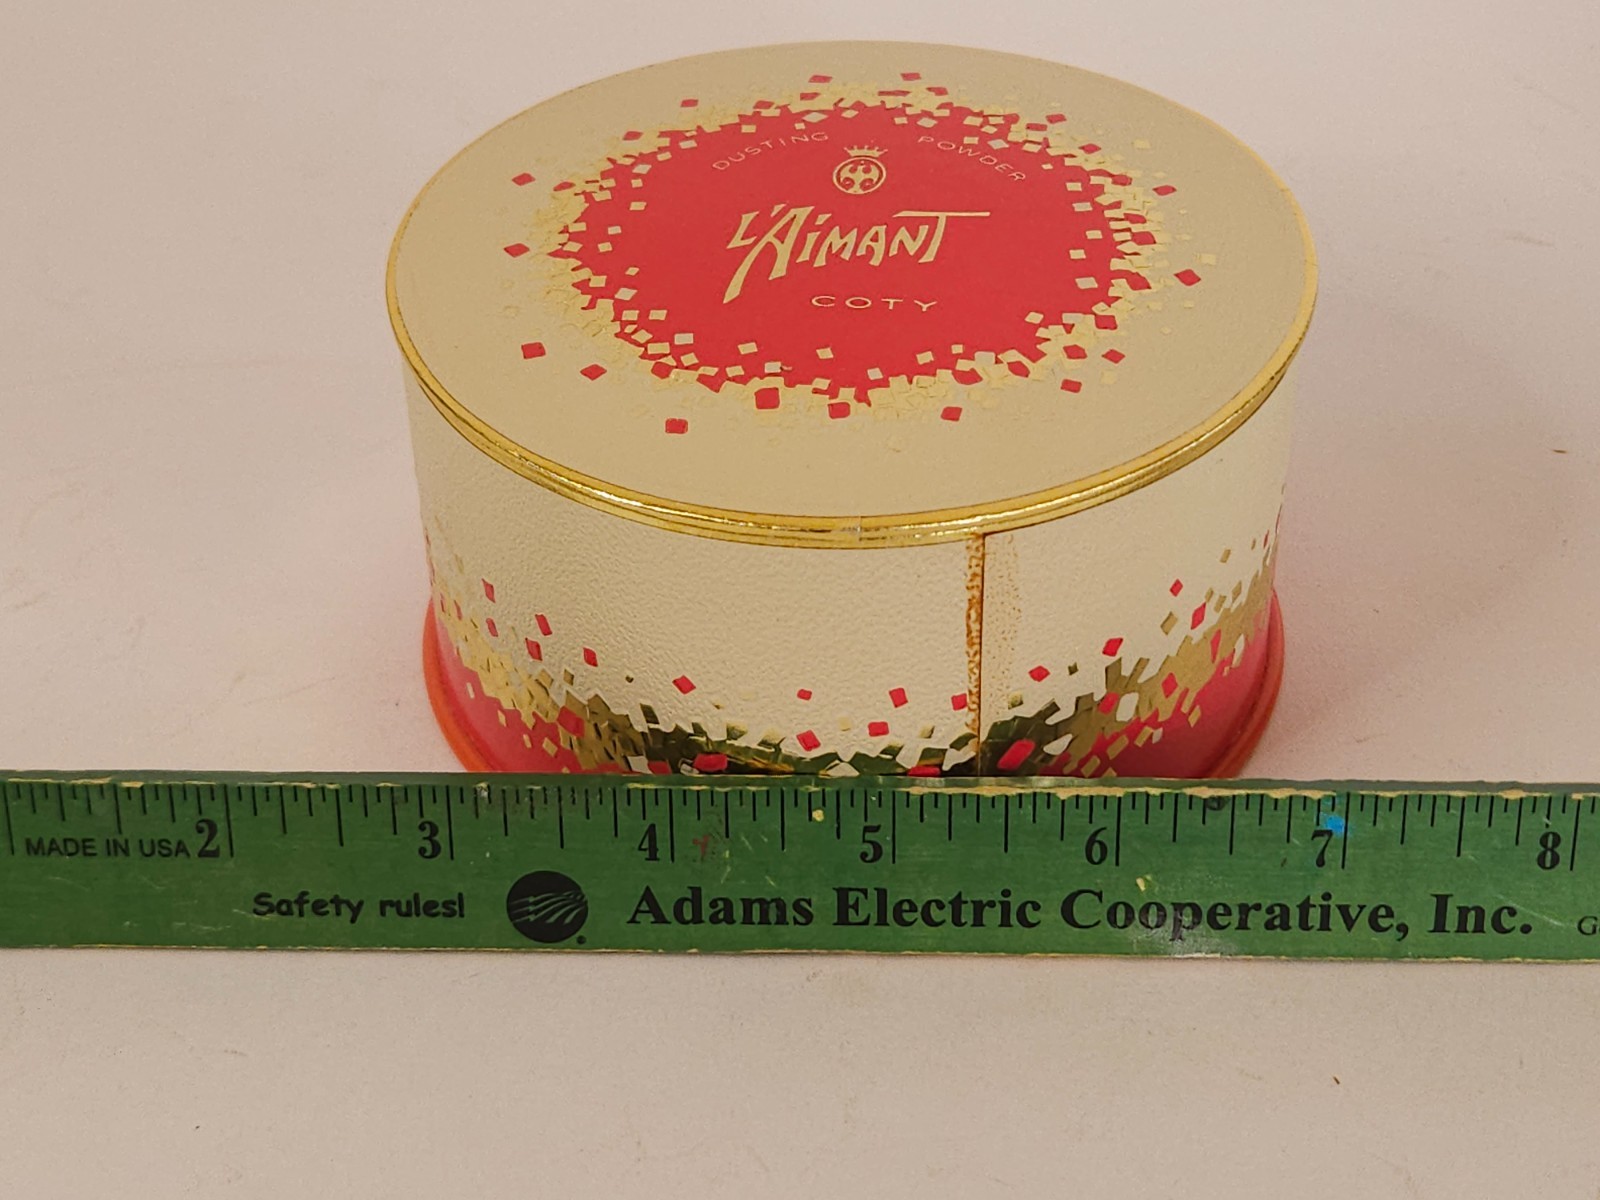 DUSTING POWDER
L'AiMANT
COTY
MADE IN USA 2 3 4 5 6 7 8
Safety rules! Adams Electric Cooperative, Inc.